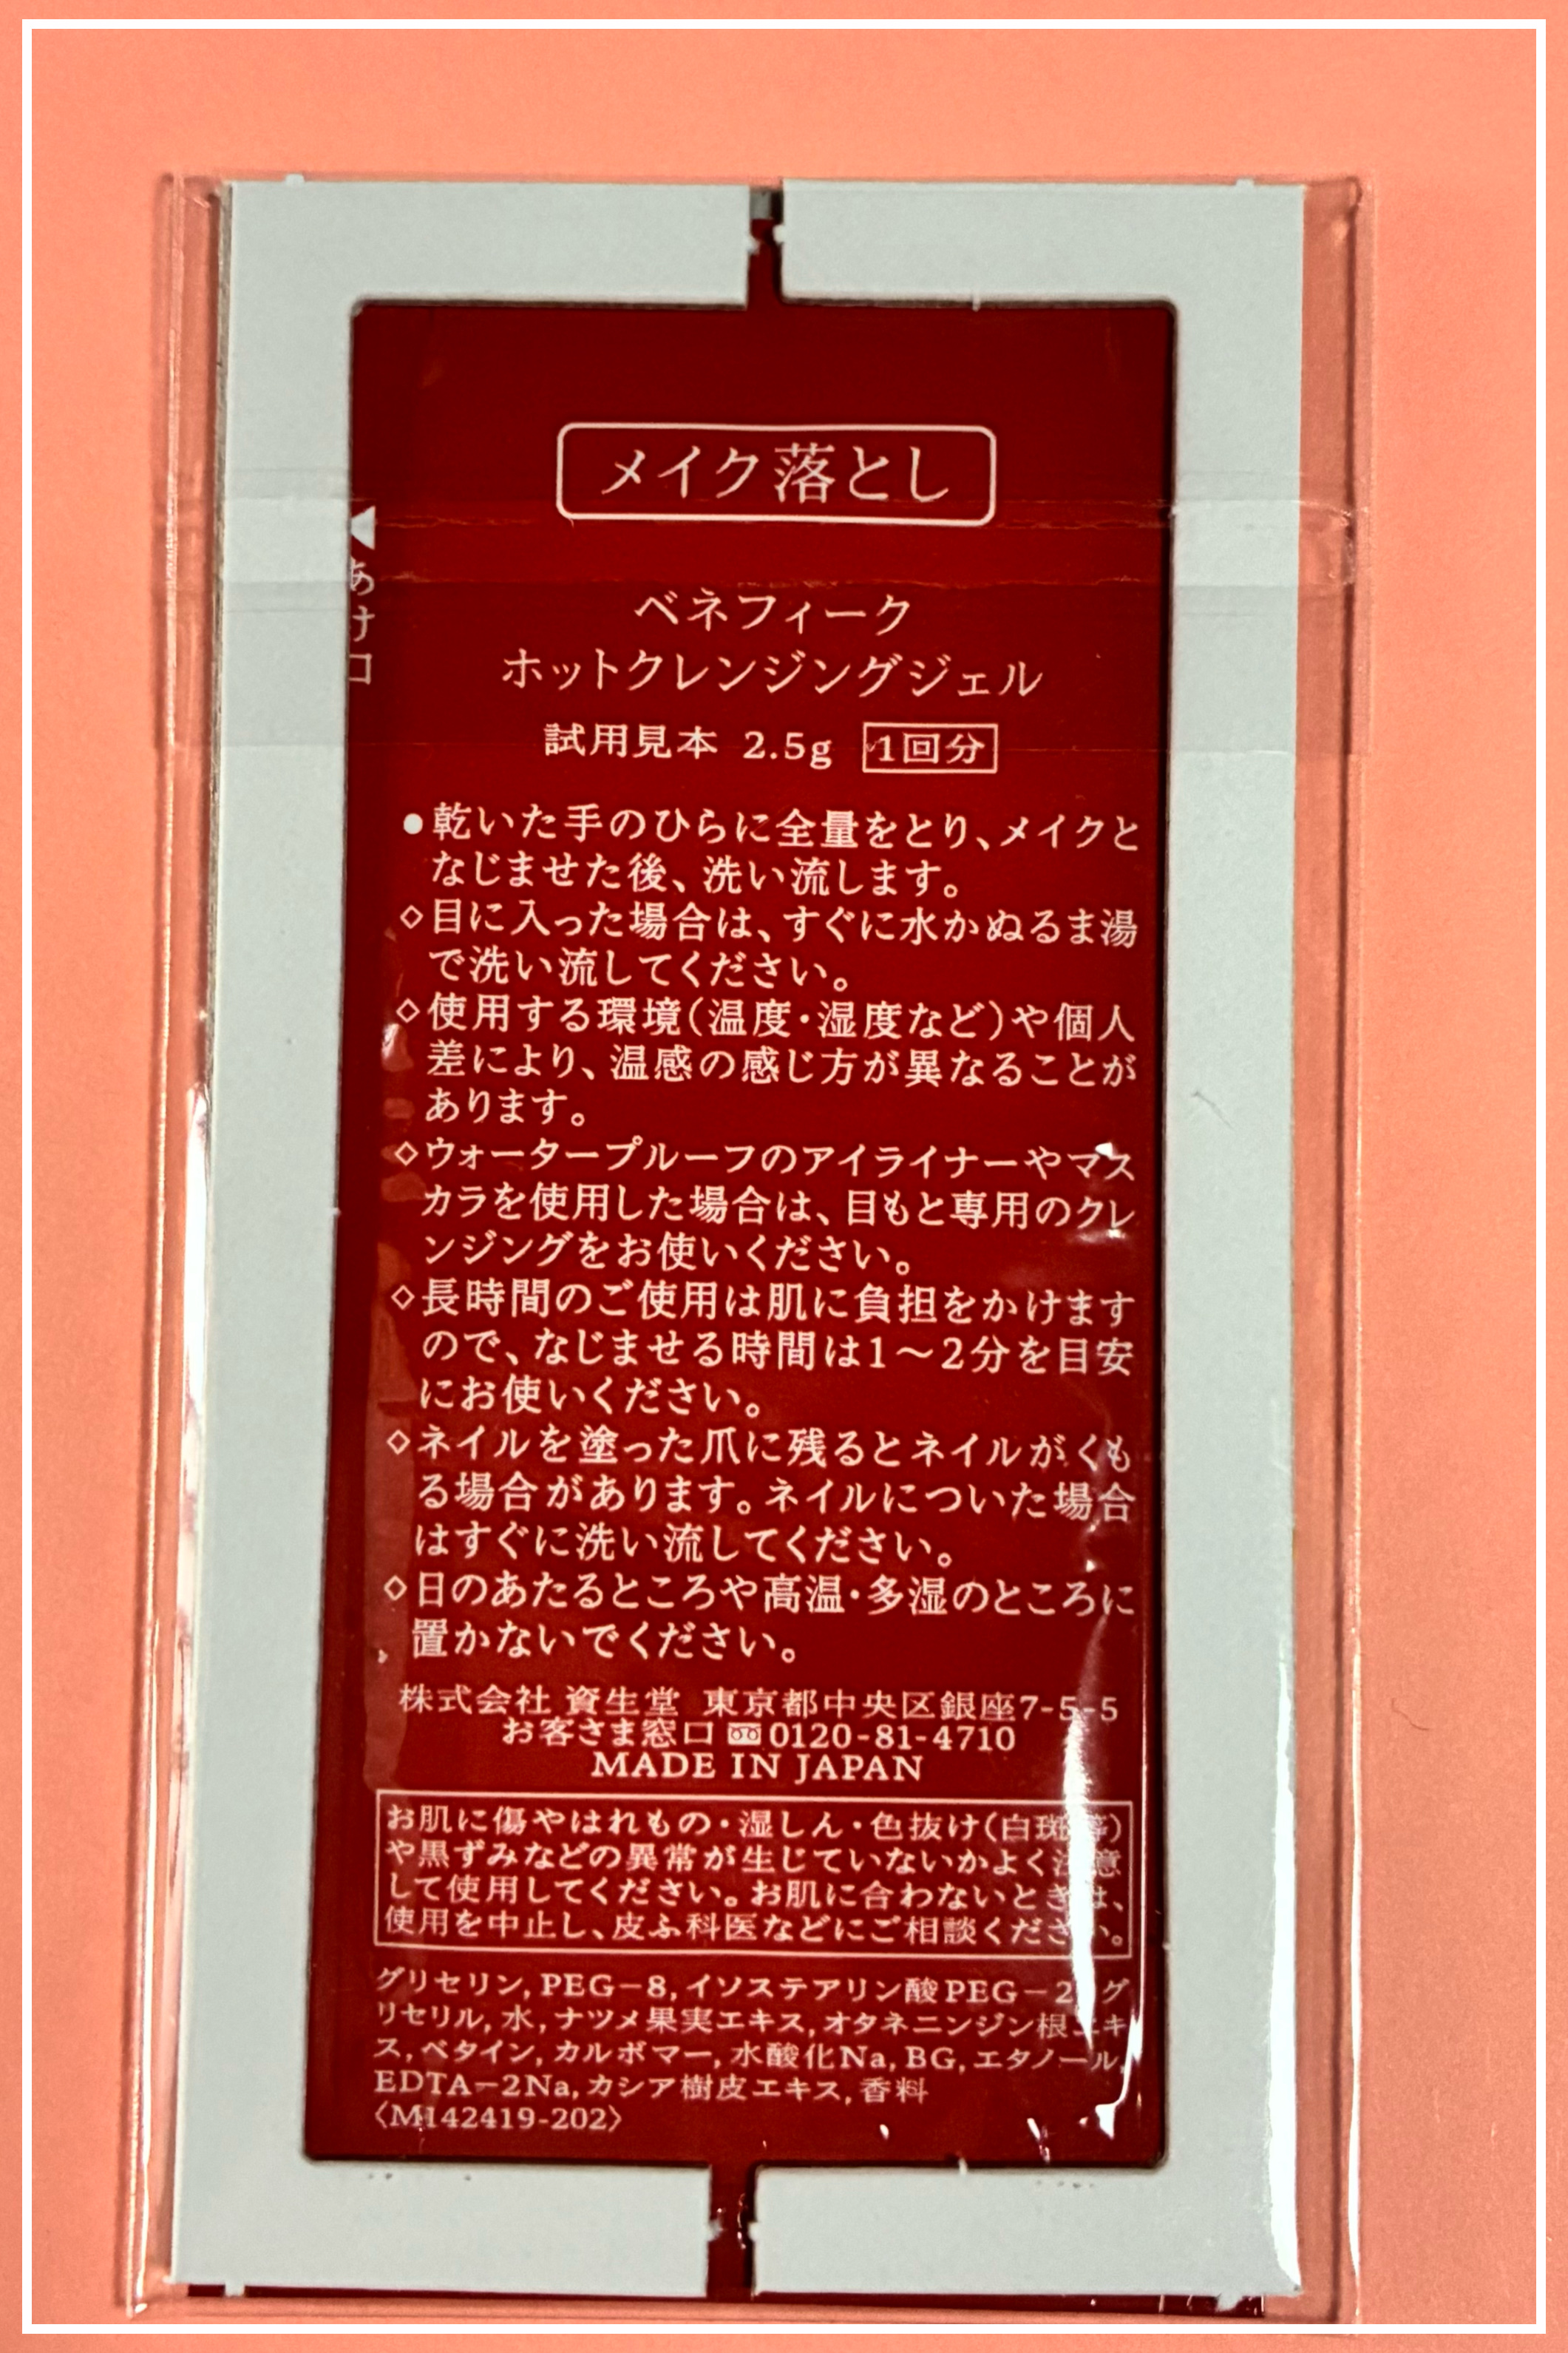 メイク落とし
あけ口
ベネフィーク
ホットクレンジングジェル
試用見本 2.5g 1回分
●乾いた手のひらに全量をとり、メイクと
なじませた後、洗い流します。
◇目に入った場合は、すぐに水かぬるま湯
で洗い流してください。
◇使用する環境(温度・湿度など)や個人
差により、温感の感じ方が異なることが
あります。
◇ウォータープルーフのアイライナーやマス
カラを使用した場合は、目もと専用のクレ
ンジングをお使いください。
◇長時間のご使用は肌に負担をかけます
ので、なじませる時間は1〜2分を目安
にお使いください。
◇ネイルを塗った爪に残るとネイルがくも
る場合があります。ネイルについた場合
はすぐに洗い流してください。
◇日のあたるところや高温・多湿のところに
置かないでください。
株式会社 資生堂 東京都中央区銀座7-5-5
お客さま窓口 0120-81-4710
MADE IN JAPAN
お肌に傷やはれもの・湿しん・色抜け(白斑等)
や黒ずみなどの異常が生じていないかよく注意
して使用してください。お肌に合わないときは、
使用を中止し、皮ふ科医などにご相談ください。
グリセリン, PEG−8, イソステアリン酸PEG− グ
リセリル, 水, ナツメ果実エキス, オタネニンジン根エキ
ス, ベタイン, カルボマー, 水酸化Na, BG, エタノール,
EDTA−2Na, カシア樹皮エキス, 香料
〈M142419-202〉